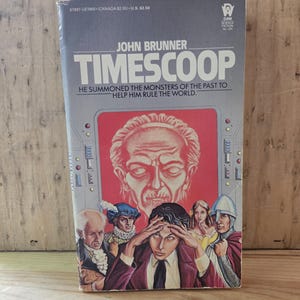 JOHN BRUNNER
TIMESCOOP
HE SUMMONED THE MONSTERS OF THE PAST TO
HELP HIM RULE THE WORLD.